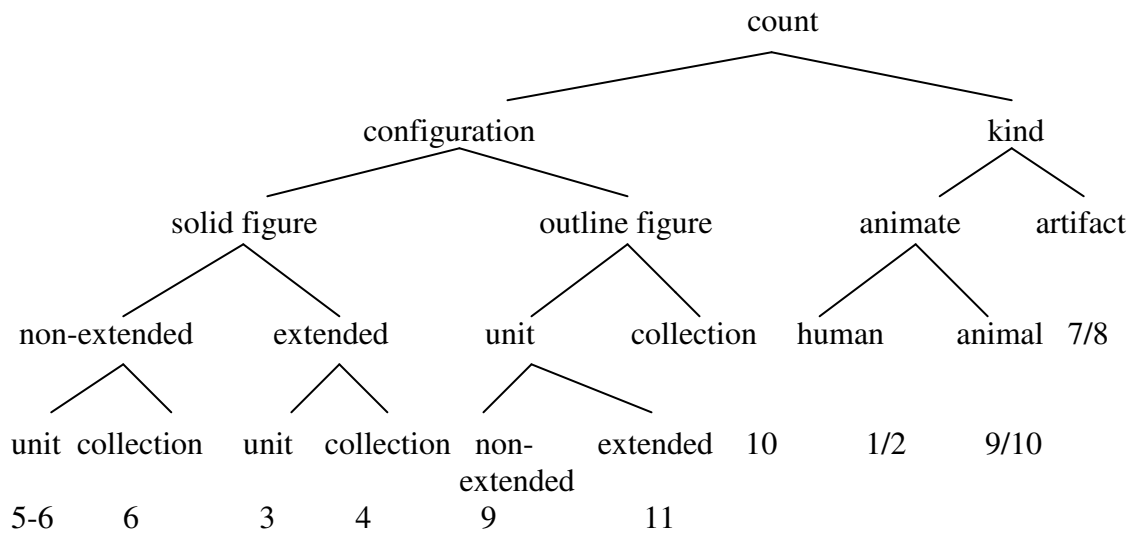 count
configuration kind
solid figure outline figure animate artifact
non-extended extended unit collection human animal 7/8
unit collection unit collection non- extended 10 1/2 9/10
extended
5-6 6 3 4 9 11